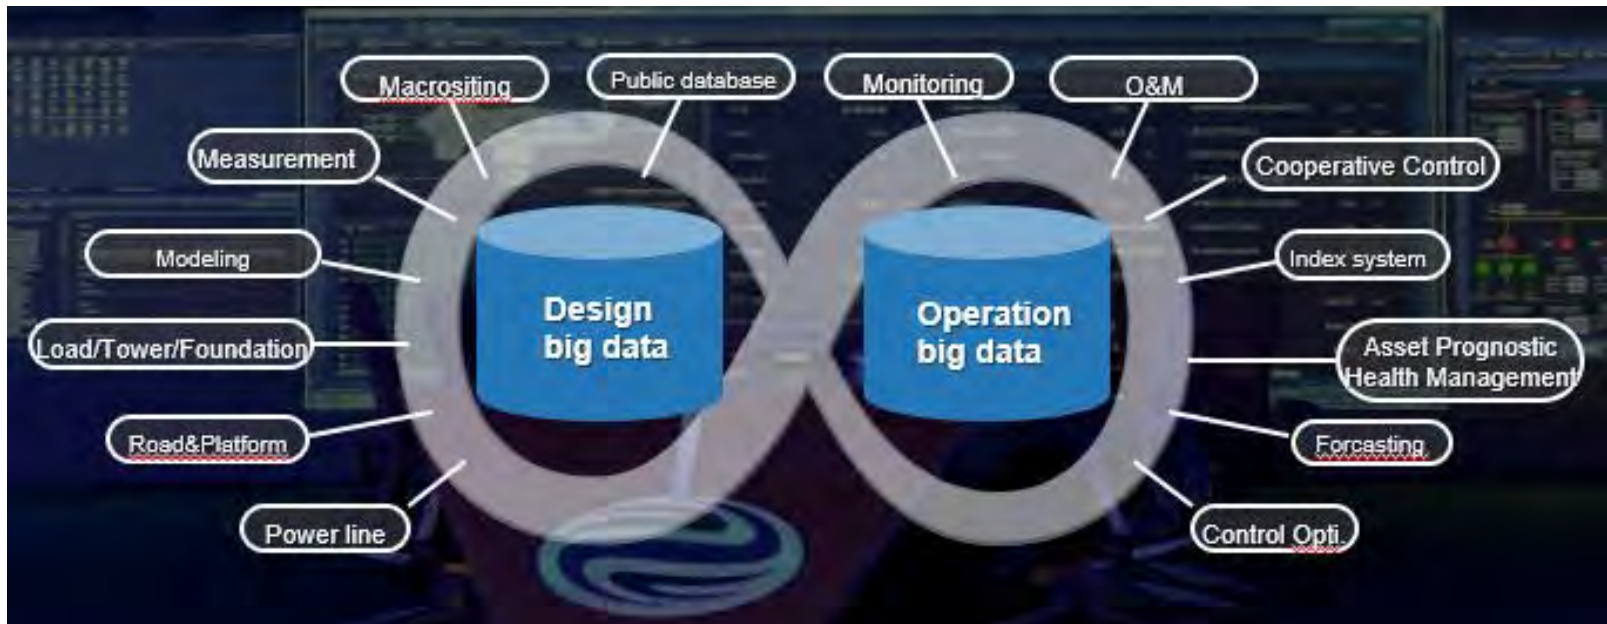 Macrositing
Public database
Monitoring
O&M
Measurement
Cooperative Control
Modeling
Index system
Design
big data
Operation
big data
Load/Tower/Foundation
Asset Prognostic
Health Management
Road&Platform
Forcasting
Power line
Control Opti.